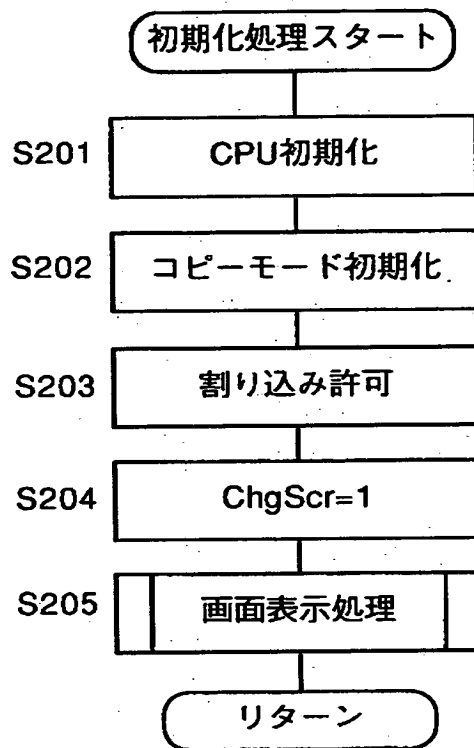 初期化処理スタート
S201 CPU初期化
S202 コピーモード初期化
S203 割り込み許可
S204 ChgScr=1
S205 画面表示処理
リターン